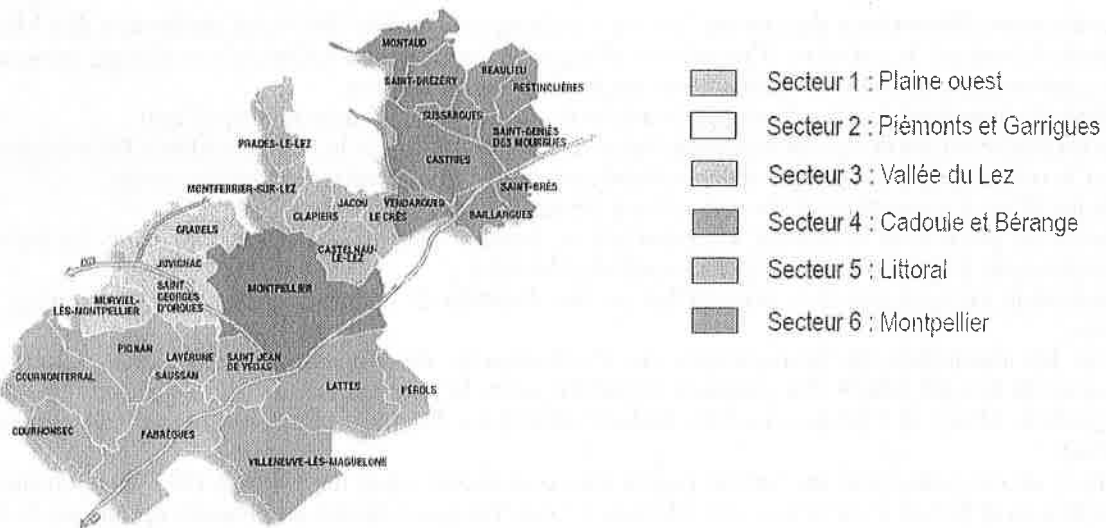 MONTAUD
SAINT-DRÉZÉRY
BEAULIEU
RESTINCLIÈRES
SUSSARGUES
SAINT-GENIÈS
DES MOURGUES
CASTRIES
SAINT-BRÈS
BAILLARGUES
VENDARGUES
PRADES-LE-LEZ
MONTFERRIER-SUR-LEZ
CLAPIERS
JACOU
LE CRÈS
CASTELNAU-
LE-LEZ
GRABELS
JUVIGNAC
SAINT
GEORGES
D'ORQUES
MURVIEL-
LÈS-MONTPELLIER
MONTPELLIER
PIGNAN
LAVÉRUNE
SAUSSAN
SAINT JEAN
DE VÉDAS
COURNONTERRAL
COURNONSEC
FABRÈGUES
LATTES
PÉROLS
VILLENEUVE-LÈS-MAGUELONE
Secteur 1 : Plaine ouest
Secteur 2 : Piémonts et Garrigues
Secteur 3 : Vallée du Lez
Secteur 4 : Cadoule et Bérange
Secteur 5 : Littoral
Secteur 6 : Montpellier